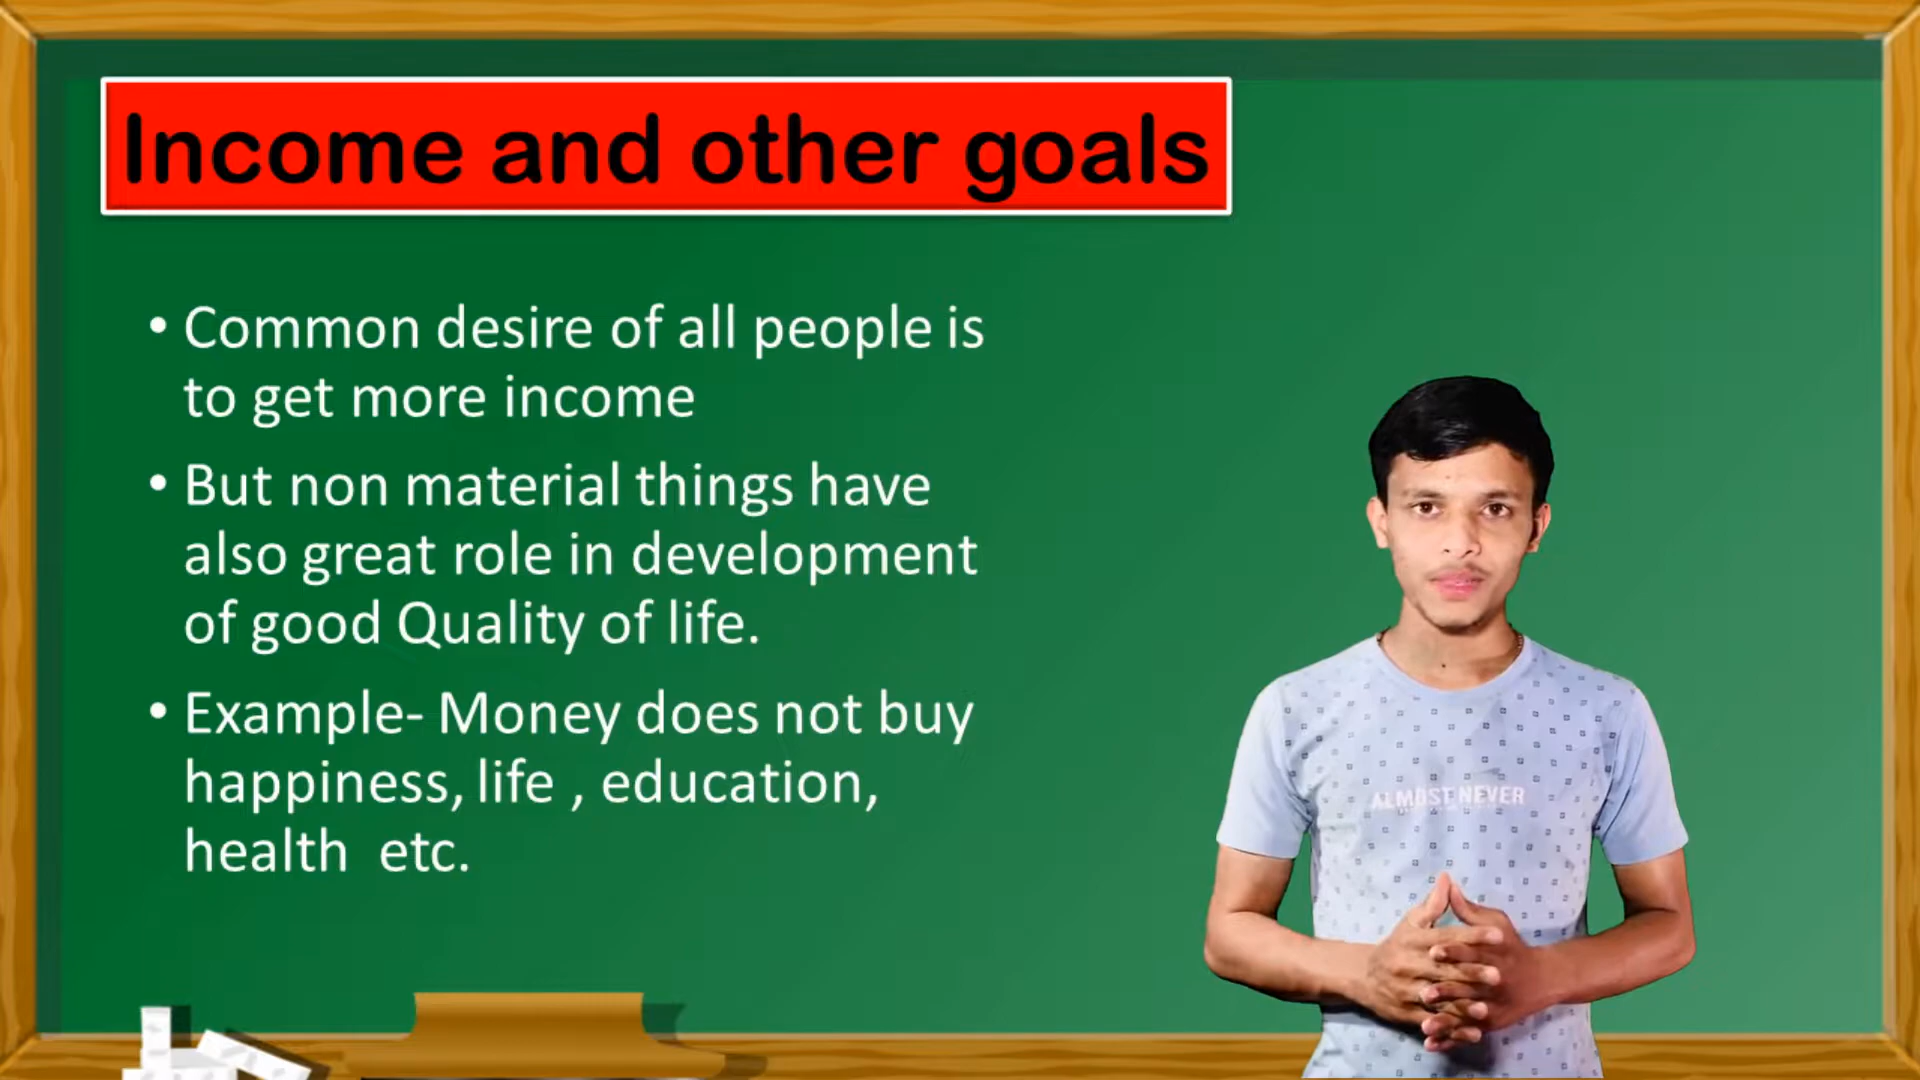 Income and other goals
• Common desire of all people is
to get more income
• But non material things have
also great role in development
of good Quality of life.
• Example- Money does not buy
happiness, life , education,
health  etc.
ALMOST NEVER